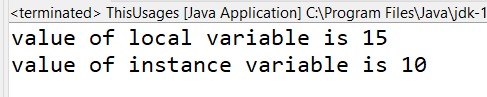 <terminated> ThisUsages [Java Application] C:\Program Files\Java\jdk-1
value of local variable is 15
value of instance variable is 10